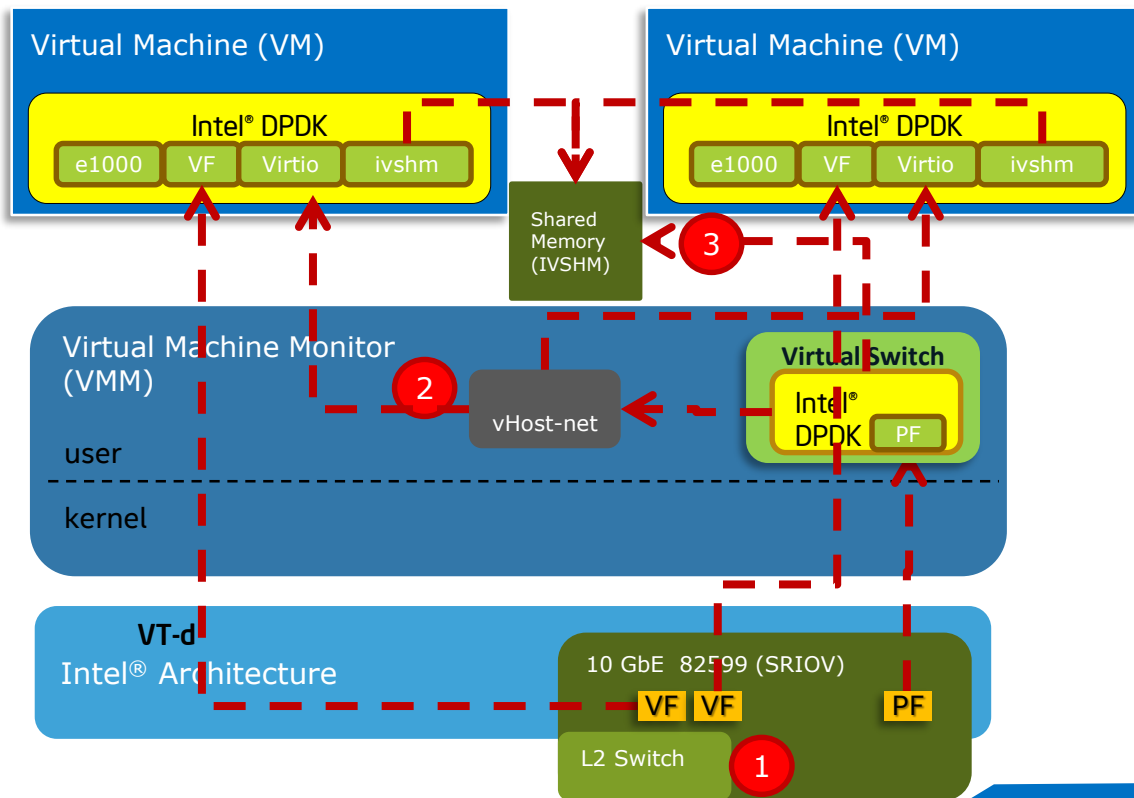 Virtual Machine (VM)
Intel® DPDK
e1000
VF
Virtio
ivshm
Virtual Machine (VM)
Intel® DPDK
e1000
VF
Virtio
ivshm
Shared
Memory
(IVSHM)
3
Virtual Machine Monitor
(VMM)
2
vHost-net
Virtual Switch
Intel®
DPDK
PF
user
kernel
VT-d
Intel® Architecture
10 GbE 82599 (SRIOV)
VF
VF
PF
L2 Switch
1